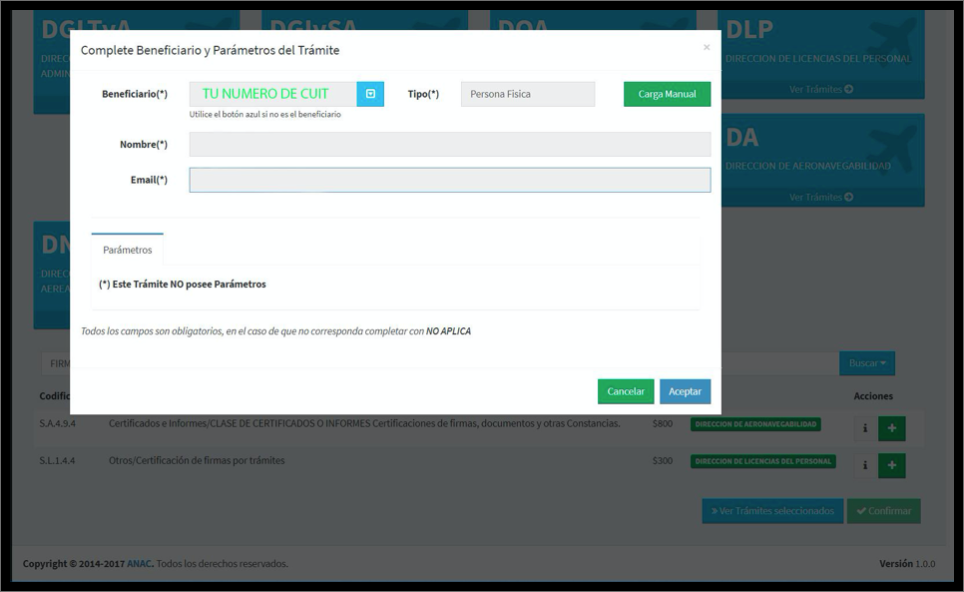 DGLTyA
DGIySA
DOA
DLP
DIRECC
ADMIN
DIRECCION DE LICENCIAS DEL PERSONAL
Ver Trámites
Complete Beneficiario y Parámetros del Trámite
×
Beneficiario(*)
TU NUMERO DE CUIT
Tipo(*)
Persona Fisica
Carga Manual
Utilice el botón azul si no es el beneficiario
Nombre(*)
Email(*)
DA
DIRECCION DE AERONAVEGABILIDAD
Ver Trámites
DN
DIREC
AEREA
Parámetros
(*) Este Trámite NO posee Parámetros
Todos los campos son obligatorios, en el caso de que no corresponda completar con NO APLICA
FIRM
Buscar
Cancelar
Aceptar
Codific
Acciones
S.A.4.9.4 Certificados e Informes/CLASE DE CERTIFICADOS O INFORMES Certificaciones de firmas, documentos y otras Constancias. $800 DIRECCION DE AERONAVEGABILIDAD i +
S.L.1.4.4 Otros/Certificación de firmas por trámites $300 DIRECCION DE LICENCIAS DEL PERSONAL i +
» Ver Trámites seleccionados
✔ Confirmar
Copyright © 2014-2017 ANAC. Todos los derechos reservados.
Versión 1.0.0